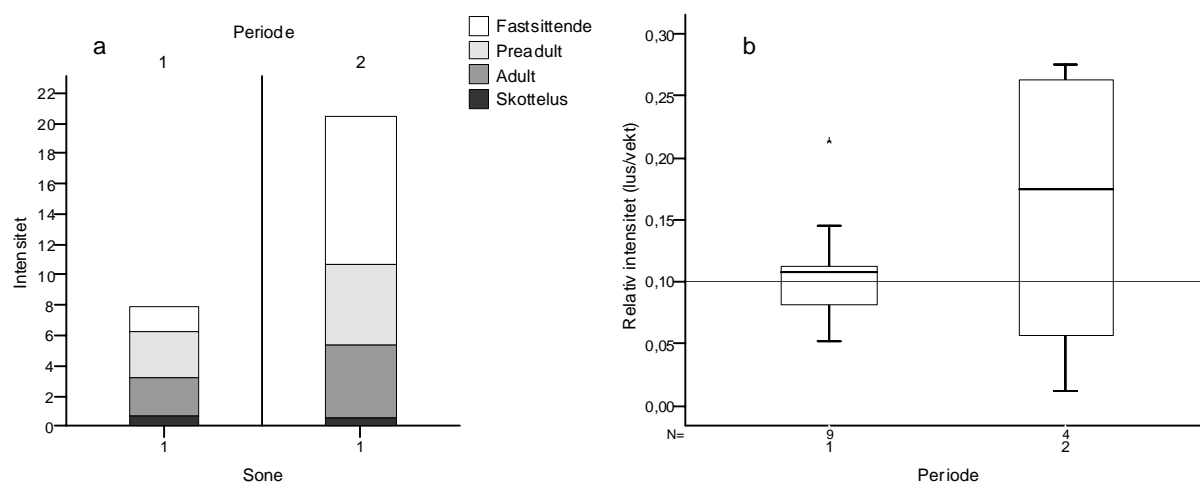 a
Periode
1 2
Fastsittende
Preadult
Adult
Skottelus
Intensitet
22
20
18
16
14
12
10
8
6
4
2
0
1 1
Sone
b
Relativ intensitet (lus/vekt)
0,30
0,25
0,20
0,15
0,10
0,05
0,00
N= 9 4
1 2
Periode